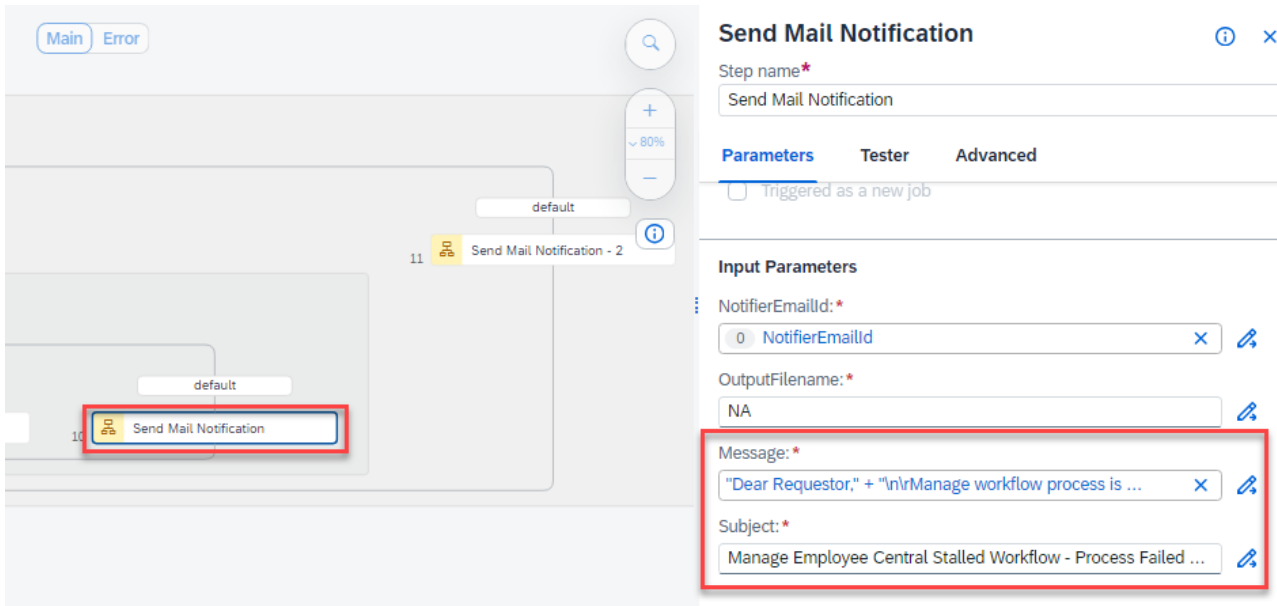 Main Error
80%
default
11 Send Mail Notification - 2
default
10 Send Mail Notification
Send Mail Notification
Step name*
Send Mail Notification
Parameters Tester Advanced
Triggered as a new job
Input Parameters
NotifierEmailId:*
0 NotifierEmailId
OutputFilename:*
NA
Message:*
"Dear Requestor," + "\n\rManage workflow process is ...
Subject:*
Manage Employee Central Stalled Workflow - Process Failed ...